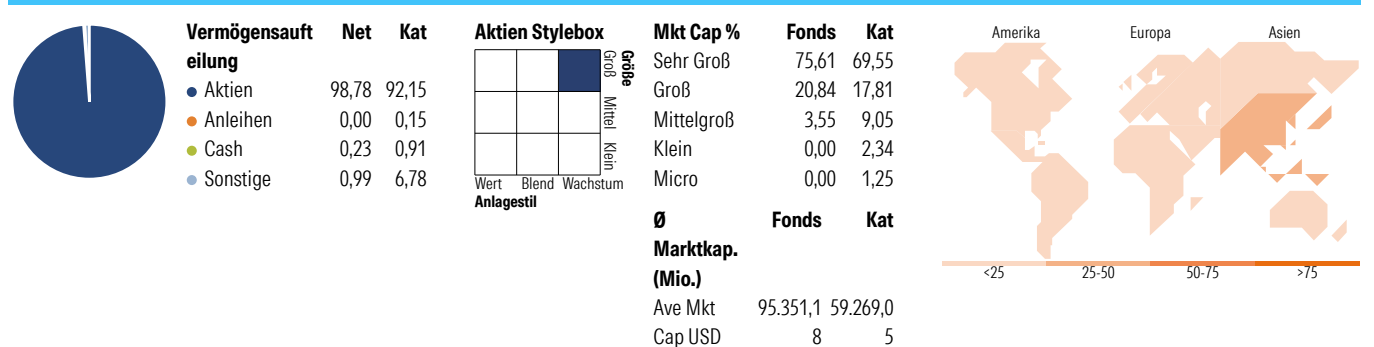 Vermögensauft Net Kat
eilung
Aktien 98,78 92,15
Anleihen 0,00 0,15
Cash 0,23 0,91
Sonstige 0,99 6,78
Aktien Stylebox
Größe
Groß
Mittel
Klein
Wert Blend Wachstum
Anlagestil
Mkt Cap % Fonds Kat
Sehr Groß 75,61 69,55
Groß 20,84 17,81
Mittelgroß 3,55 9,05
Klein 0,00 2,34
Micro 0,00 1,25
Ø Fonds Kat
Marktkap.
(Mio.)
Ave Mkt 95.351,1 59.269,0
Cap USD 8 5
Amerika Europa Asien
<25 25-50 50-75 >75